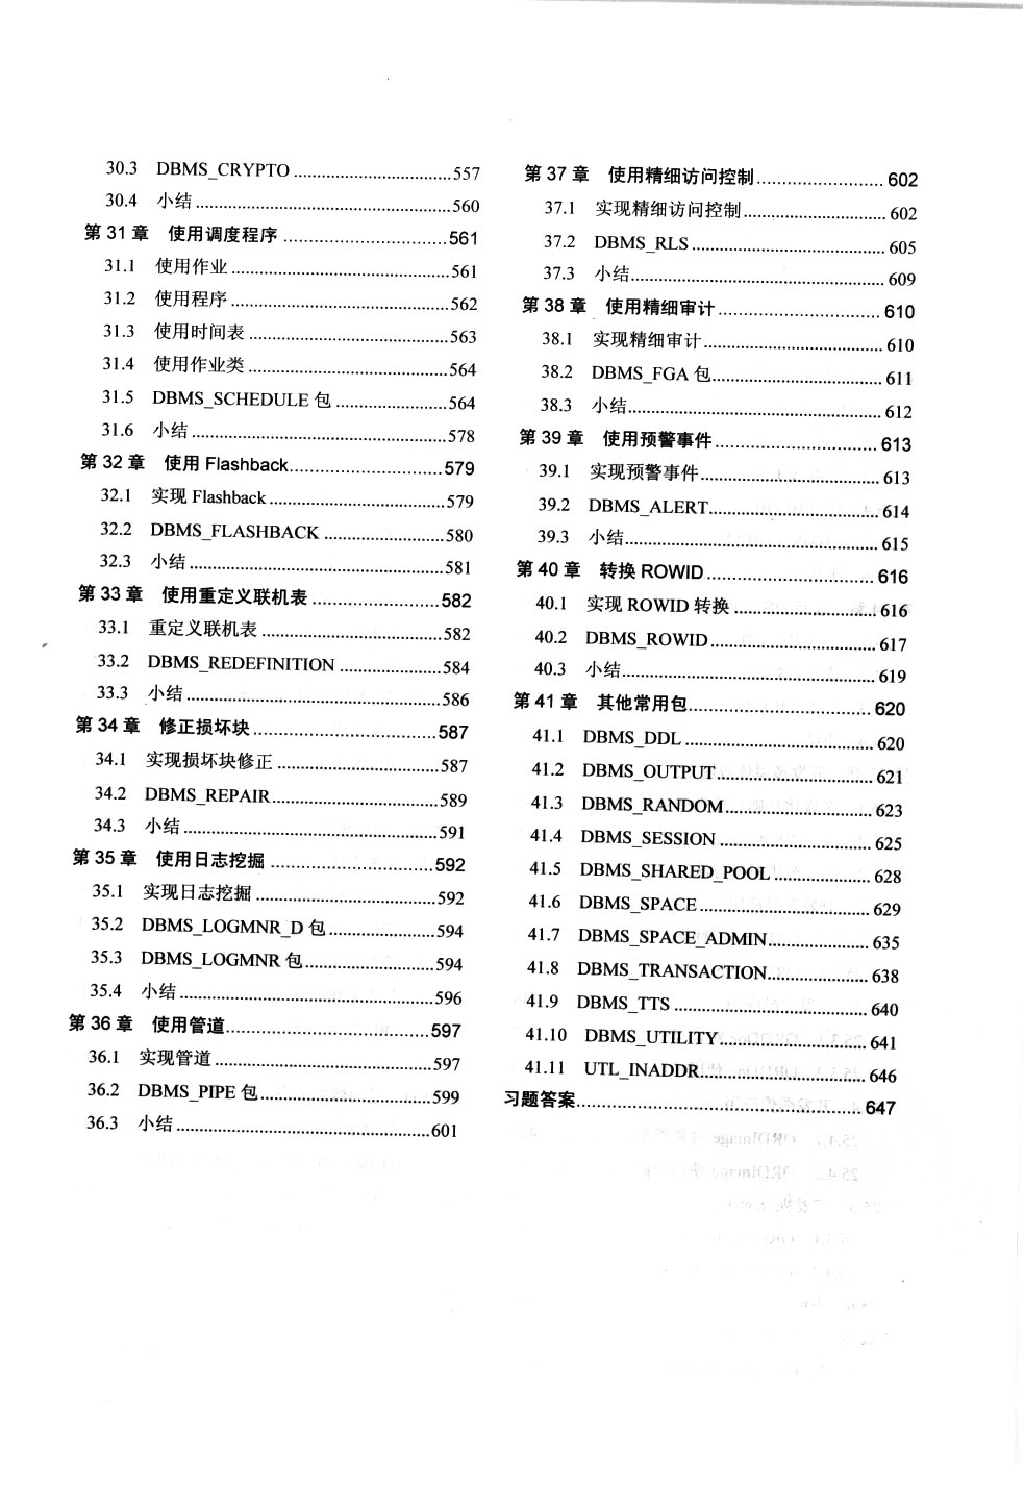 30.3 DBMS_CRYPTO ................................557
30.4 小结 ....................................................560
第 31 章 使用调度程序 ............................561
31.1 使用作业 .............................................561
31.2 使用程序 .............................................562
31.3 使用时间表 .........................................563
31.4 使用作业类 .........................................564
31.5 DBMS_SCHEDULE 包 .......................564
31.6 小结 ....................................................578
第 32 章 使用 Flashback..........................579
32.1 实现 Flashback ....................................579
32.2 DBMS_FLASHBACK .........................580
32.3 小结 ....................................................581
第 33 章 使用重定义联机表 ......................582
33.1 重定义联机表 .....................................582
33.2 DBMS_REDEFINITION .....................584
33.3 小结 ....................................................586
第 34 章 修正损坏块................................587
34.1 实现损坏块修正 .................................587
34.2 DBMS_REPAIR..................................589
34.3 小结 ....................................................591
第 35 章 使用日志挖掘 ............................592
35.1 实现日志挖掘 .....................................592
35.2 DBMS_LOGMNR_D 包......................594
35.3 DBMS_LOGMNR 包...........................594
35.4 小结 ....................................................596
第 36 章 使用管道...................................597
36.1 实现管道 .............................................597
36.2 DBMS_PIPE 包...................................599
36.3 小结 ....................................................601
第 37 章 使用精细访问控制...................... 602
37.1 实现精细访问控制............................. 602
37.2 DBMS_RLS ....................................... 605
37.3 小结.................................................... 609
第 38 章 使用精细审计 ............................ 610
38.1 实现精细审计 ..................................... 610
38.2 DBMS_FGA 包................................... 611
38.3 小结.................................................... 612
第 39 章 使用预警事件 ............................ 613
39.1 实现预警事件 ..................................... 613
39.2 DBMS_ALERT................................... 614
39.3 小结.................................................... 615
第 40 章 转换 ROWID............................. 616
40.1 实现 ROWID 转换 ............................. 616
40.2 DBMS_ROWID.................................. 617
40.3 小结.................................................... 619
第 41 章 其他常用包................................ 620
41.1 DBMS_DDL ....................................... 620
41.2 DBMS_OUTPUT................................ 621
41.3 DBMS_RANDOM.............................. 623
41.4 DBMS_SESSION ............................... 625
41.5 DBMS_SHARED_POOL .................... 628
41.6 DBMS_SPACE ................................... 629
41.7 DBMS_SPACE_ADMIN..................... 635
41.8 DBMS_TRANSACTION..................... 638
41.9 DBMS_TTS ........................................ 640
41.10 DBMS_UTILITY.............................. 641
41.11 UTL_INADDR.................................. 646
习题答案..................................................... 647